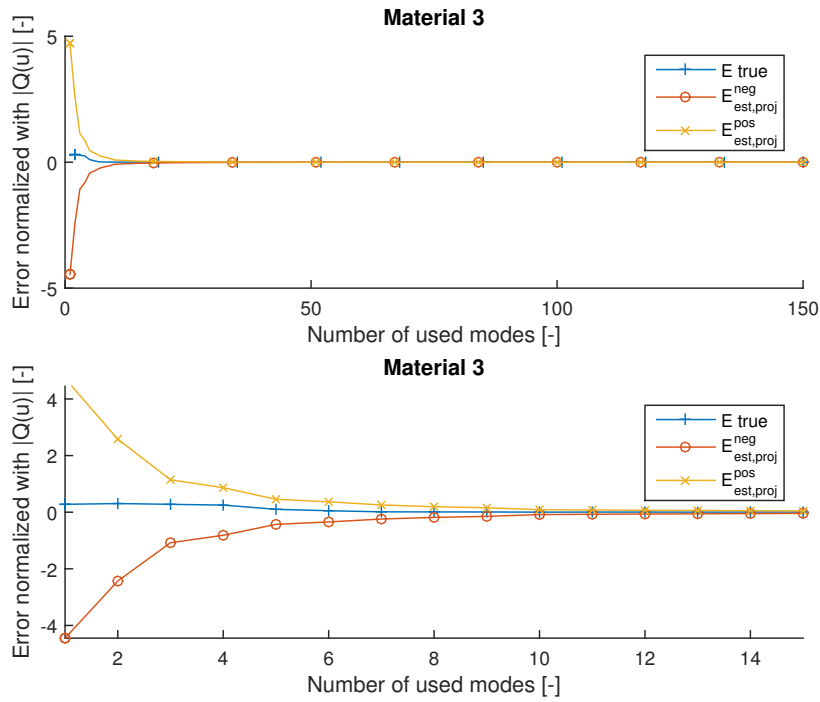 Material 3
Error normalized with |Q(u)| [-]
5
0
-5
E true
E^neg_est,proj
E^pos_est,proj
0
50
100
150
Number of used modes [-]
Material 3
Error normalized with |Q(u)| [-]
4
2
0
-2
-4
E true
E^neg_est,proj
E^pos_est,proj
2
4
6
8
10
12
14
Number of used modes [-]